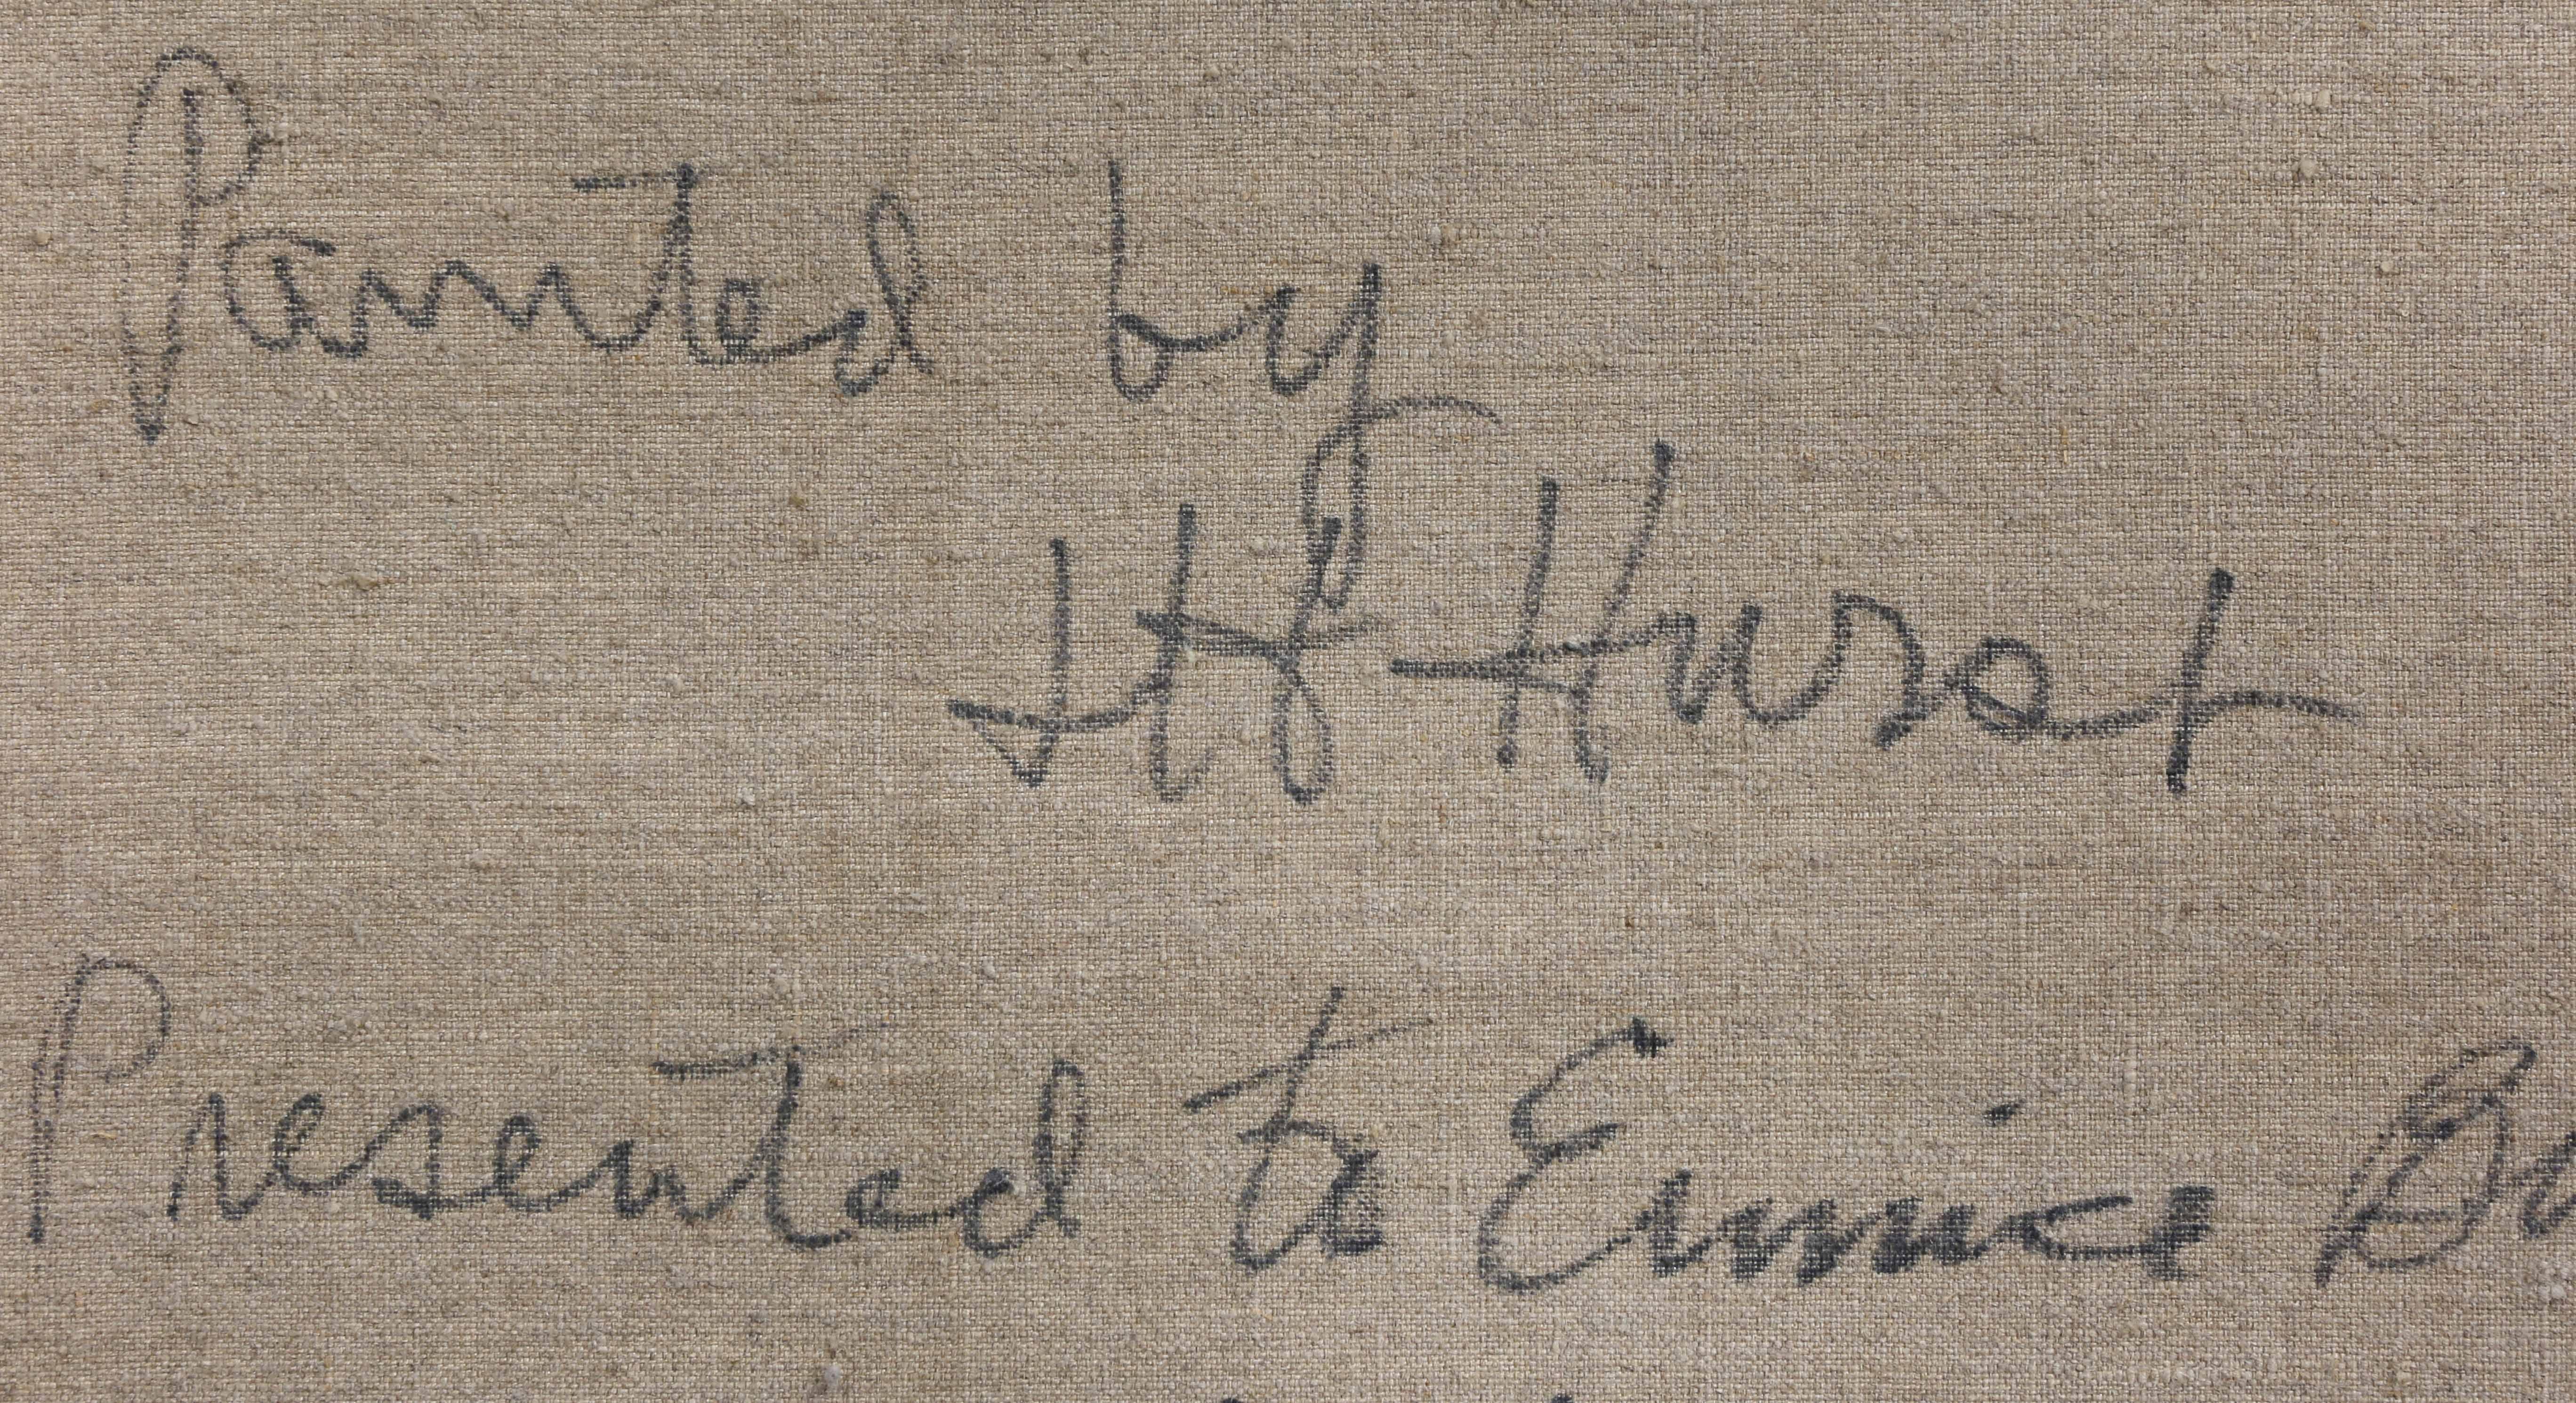 Painted by
H f Hurst
Presented to Eunice